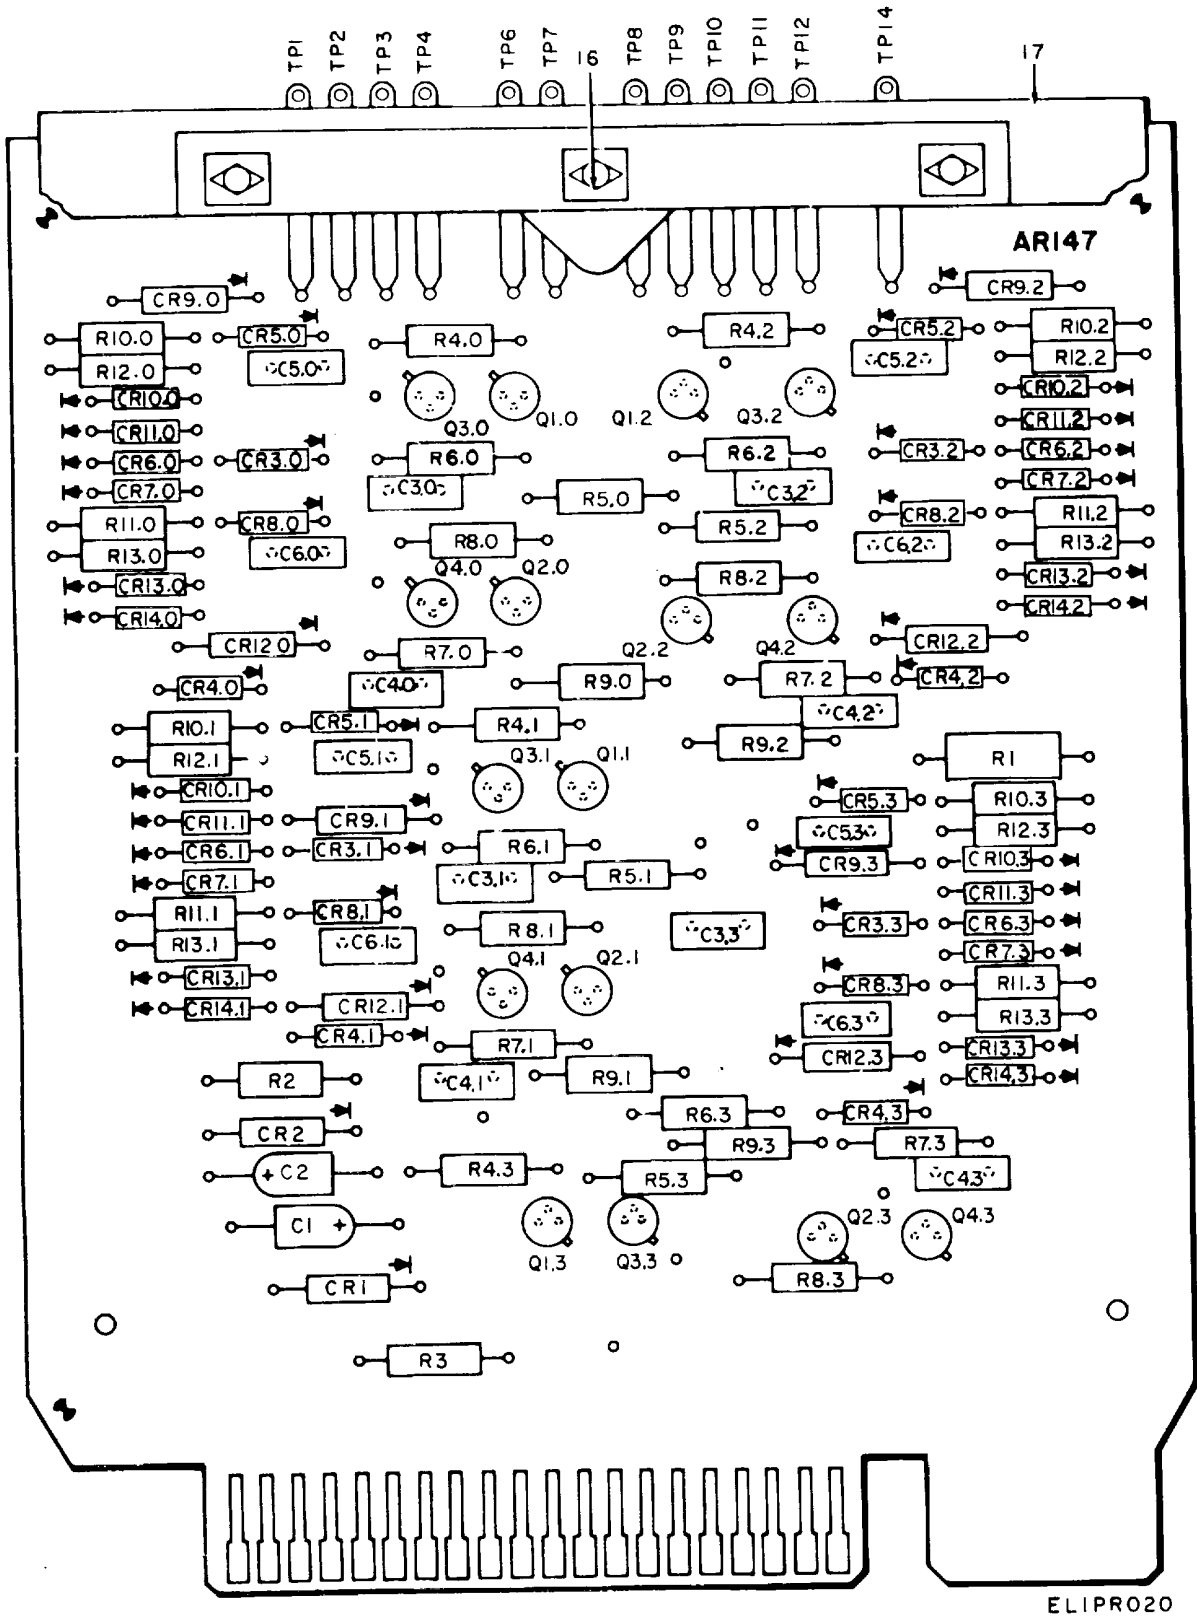 TP1 TP2 TP3 TP4 TP6 TP7 16 TP8 TP9 TP10 TP11 TP12 TP14 17
AR147
CR9.0 CR9.2
R10.0 CR5.0 R4.0 R4.2 CR5.2 R10.2
R12.0 C5.0 C5.2 R12.2
CR10.0 CR10.2
Q3.0 Q1.0 Q1.2 Q3.2
CR11.0 CR11.2
CR6.0 CR3.0 R6.0 R6.2 CR3.2 CR6.2
CR7.0 C3.0 R5.0 C3.2 CR7.2
R11.0 CR8.0 R5.2 CR8.2 R11.2
R13.0 C6.0 R8.0 C6.2 R13.2
Q4.0 Q2.0
CR13.0 R8.2 CR13.2
CR14.0 CR14.2
CR12.0 R7.0 Q2.2 Q4.2 CR12.2
CR4.0 C4.0 R9.0 R7.2 CR4.2
R10.1 CR5.1 R4.1 C4.2
R12.1 C5.1 Q3.1 Q1.1 R9.2 R1
CR10.1 CR5.3 R10.3
CR11.1 CR9.1 C5.3 R12.3
CR6.1 CR3.1 R6.1 CR9.3 CR10.3
CR7.1 C3.1 R5.1 CR11.3
R11.1 CR8.1 R8.1 C3.3 CR3.3 CR6.3
R13.1 C6.1 CR7.3
CR13.1 Q4.1 Q2.1 CR8.3 R11.3
CR14.1 CR12.1 C6.3 R13.3
CR4.1 R7.1 CR12.3 CR13.3
R2 C4.1 R9.1 CR14.3
R6.3 CR4.3
CR2 R9.3 R7.3
+ C2 R4.3 R5.3 C4.3
C1 + Q2.3 Q4.3
Q1.3 Q3.3
CR1 R8.3
R3
EL1PR020